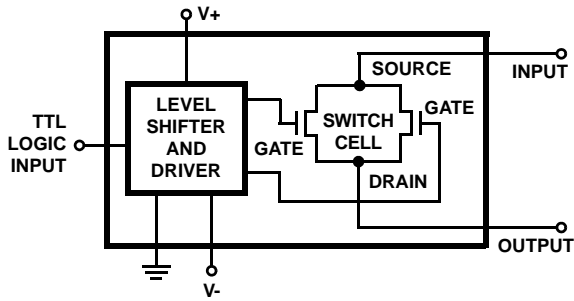 V+
SOURCE
INPUT
LEVEL
SHIFTER
AND
DRIVER
TTL
LOGIC
INPUT
GATE
SWITCH
CELL
GATE
DRAIN
OUTPUT
V-